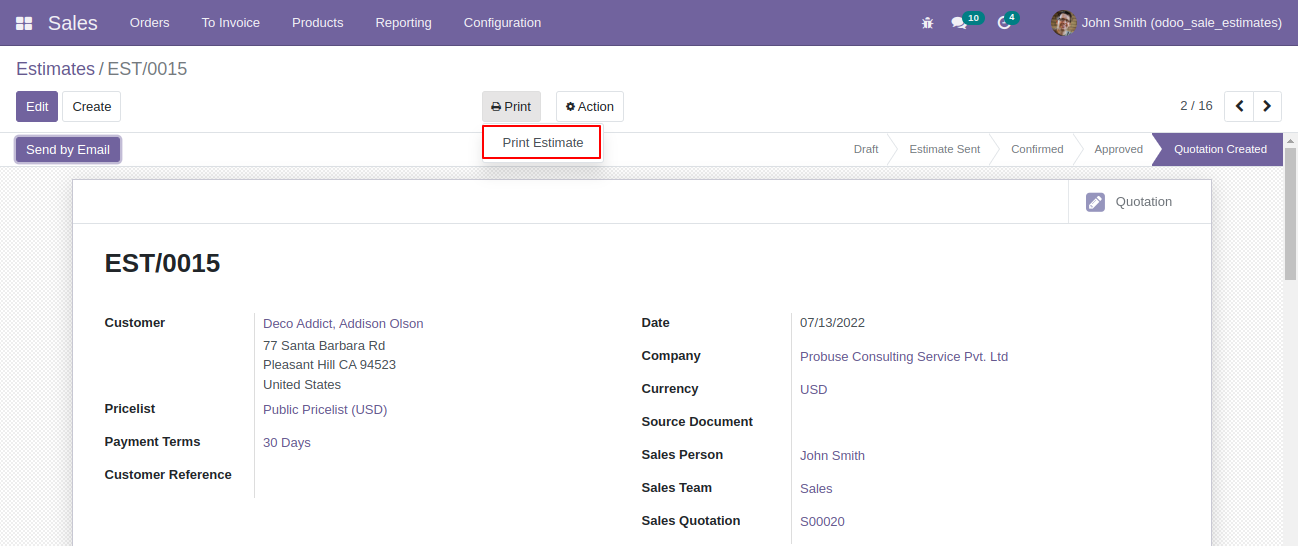 Sales Orders To Invoice Products Reporting Configuration 10 4 John Smith (odoo_sale_estimates)
Estimates / EST/0015
Edit Create Print Action 2 / 16
Send by Email Print Estimate Draft Estimate Sent Confirmed Approved Quotation Created
Quotation
EST/0015
Customer Deco Addict, Addison Olson
77 Santa Barbara Rd
Pleasant Hill CA 94523
United States
Pricelist Public Pricelist (USD)
Payment Terms 30 Days
Customer Reference
Date 07/13/2022
Company Probuse Consulting Service Pvt. Ltd
Currency USD
Source Document
Sales Person John Smith
Sales Team Sales
Sales Quotation S00020